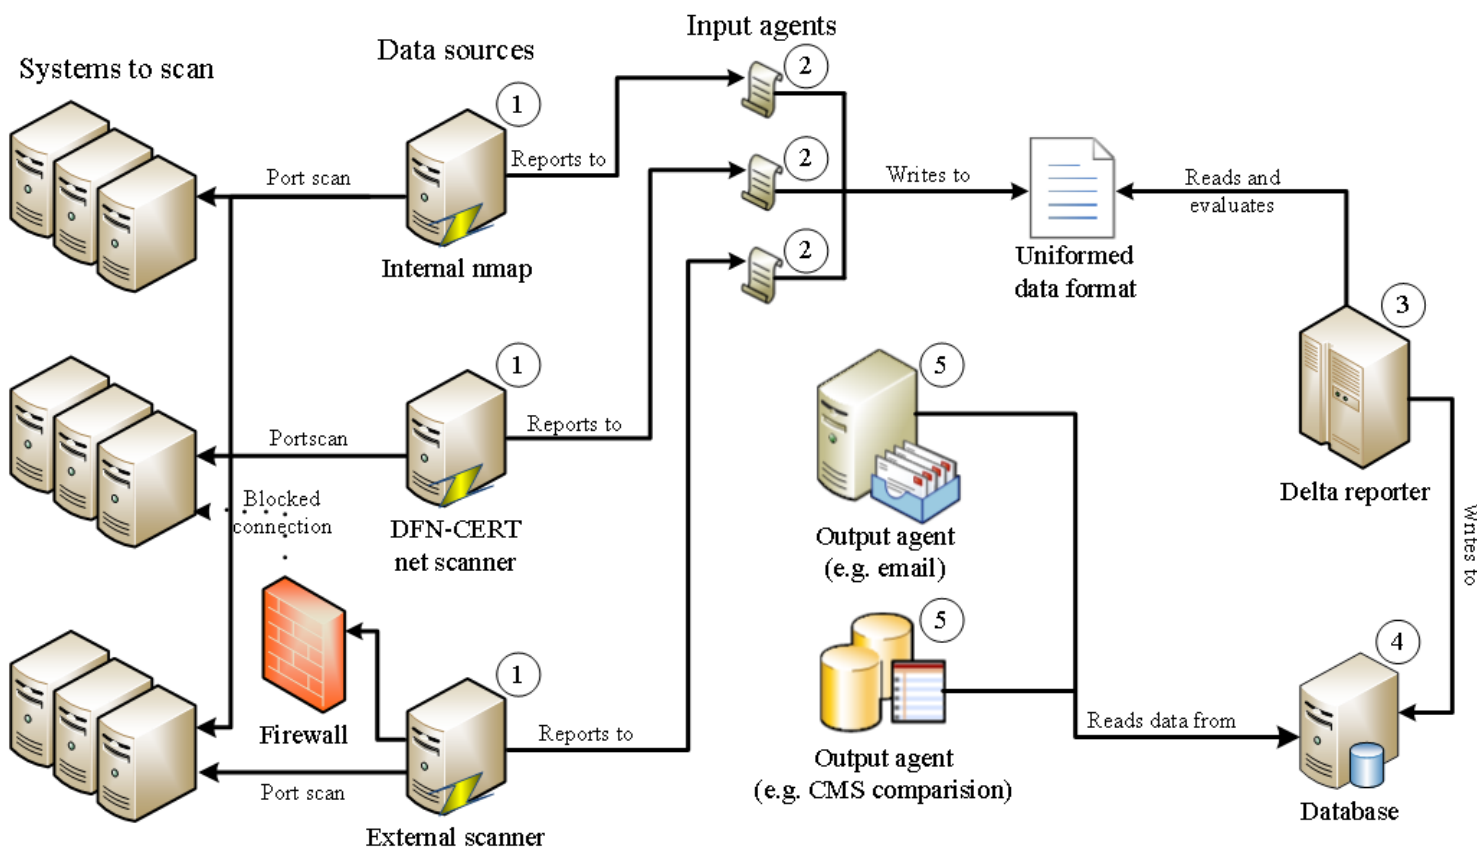 Systems to scan
Data sources
Input agents
1
2
Port scan
Reports to
Internal nmap
2
Writes to
Reads and
evaluates
2
Uniformed
data format
3
1
5
Portscan
Reports to
Delta reporter
Blocked
connection
DFN-CERT
net scanner
Output agent
(e.g. email)
Writes to
5
4
1
Firewall
Reports to
Reads data from
Port scan
Output agent
(e.g. CMS comparision)
External scanner
Database